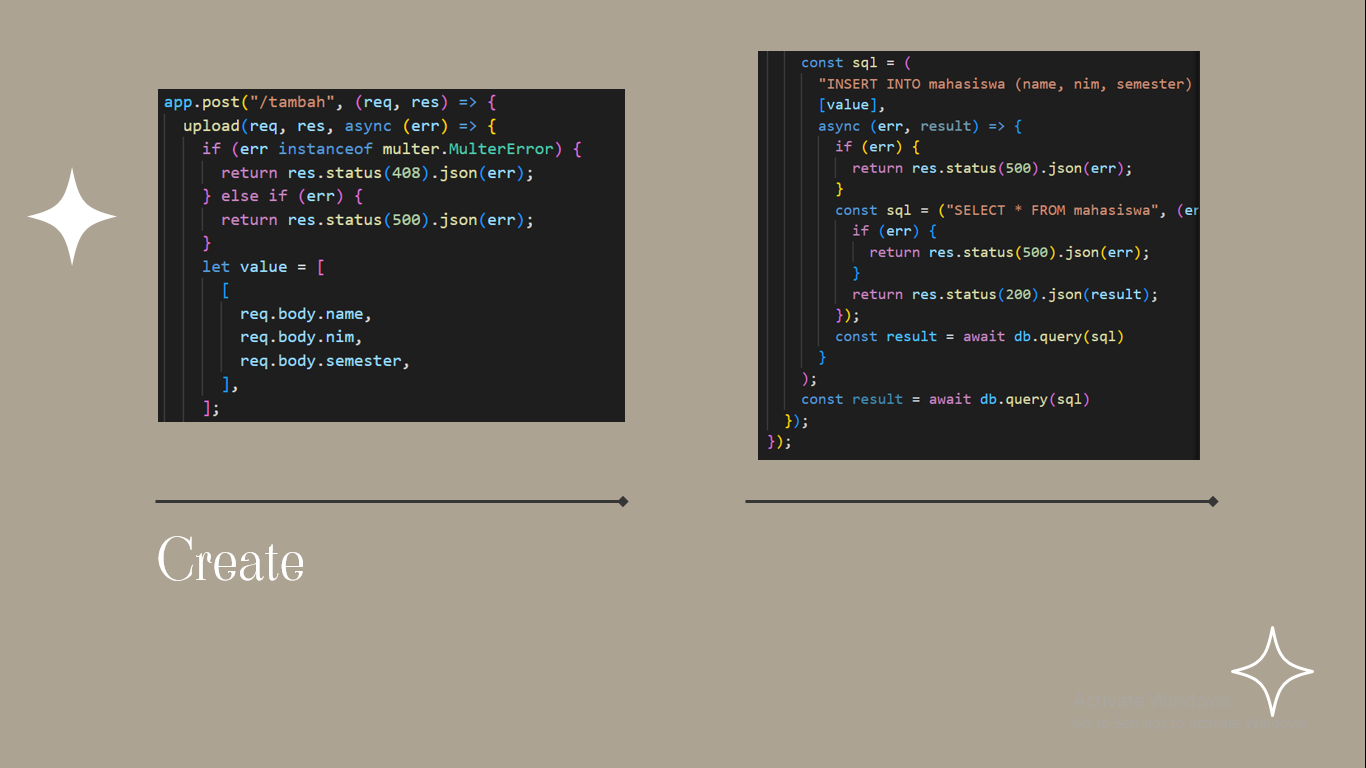 app.post("/tambah", (req, res) => {
upload(req, res, async (err) => {
if (err instanceof multer.MulterError) {
return res.status(408).json(err);
} else if (err) {
return res.status(500).json(err);
}
let value = [
[
req.body.name,
req.body.nim,
req.body.semester,
],
];
const sql = (
"INSERT INTO mahasiswa (name, nim, semester)
[value],
async (err, result) => {
if (err) {
return res.status(500).json(err);
}
const sql = ("SELECT * FROM mahasiswa", (er
if (err) {
return res.status(500).json(err);
}
return res.status(200).json(result);
});
const result = await db.query(sql)
}
);
const result = await db.query(sql)
});
});
Create